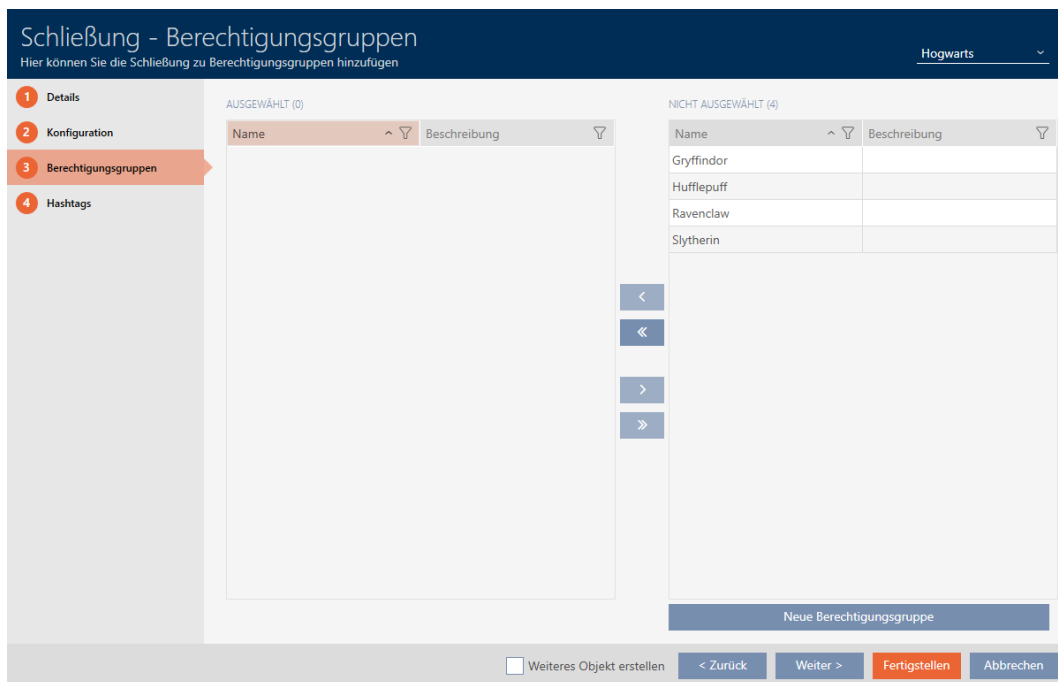 Schließung - Berechtigungsgruppen
Hier können Sie die Schließung zu Berechtigungsgruppen hinzufügen
Hogwarts
1 Details
2 Konfiguration
3 Berechtigungsgruppen
4 Hashtags
AUSGEWÄHLT (0)
Name Beschreibung
NICHT AUSGEWÄHLT (4)
Name Beschreibung
Gryffindor
Hufflepuff
Ravenclaw
Slytherin
Neue Berechtigungsgruppe
Weiteres Objekt erstellen < Zurück Weiter > Fertigstellen Abbrechen